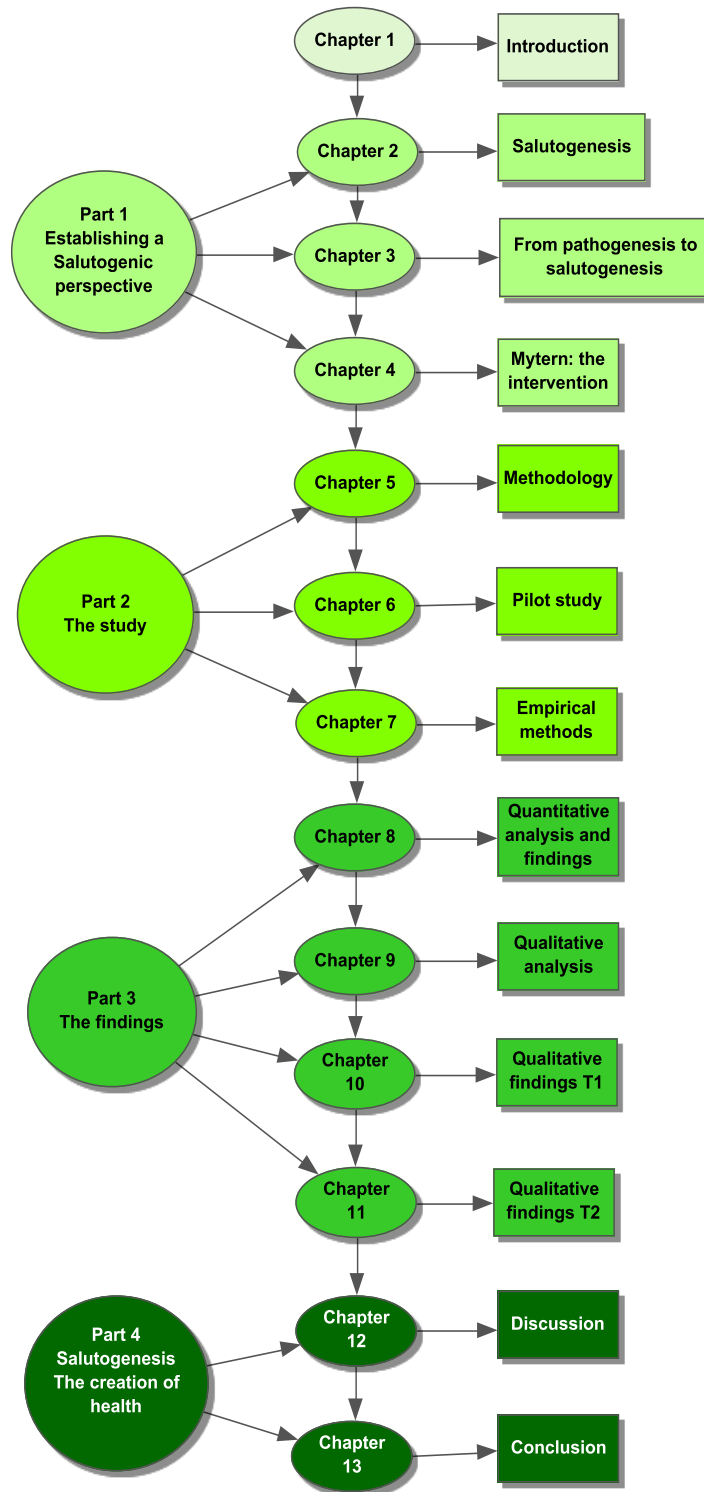 Chapter 1
Introduction
Chapter 2
Salutogenesis
Part 1
Establishing a
Salutogenic
perspective
Chapter 3
From pathogenesis to
salutogenesis
Chapter 4
Mytern: the
intervention
Chapter 5
Methodology
Part 2
The study
Chapter 6
Pilot study
Chapter 7
Empirical
methods
Chapter 8
Quantitative
analysis and
findings
Chapter 9
Qualitative
analysis
Part 3
The findings
Chapter
10
Qualitative
findings T1
Chapter
11
Qualitative
findings T2
Part 4
Salutogenesis
The creation of
health
Chapter
12
Discussion
Chapter
13
Conclusion